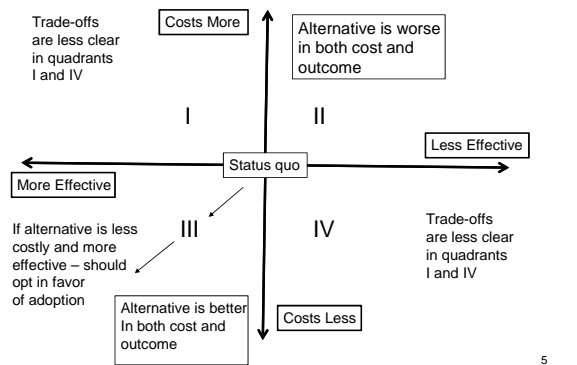 Trade-offs
are less clear
in quadrants
I and IV
Costs More
Alternative is worse
in both cost and
outcome
I
II
Less Effective
Status quo
More Effective
If alternative is less
costly and more
effective – should
opt in favor
of adoption
III
IV
Trade-offs
are less clear
in quadrants
I and IV
Alternative is better
In both cost and
outcome
Costs Less
5